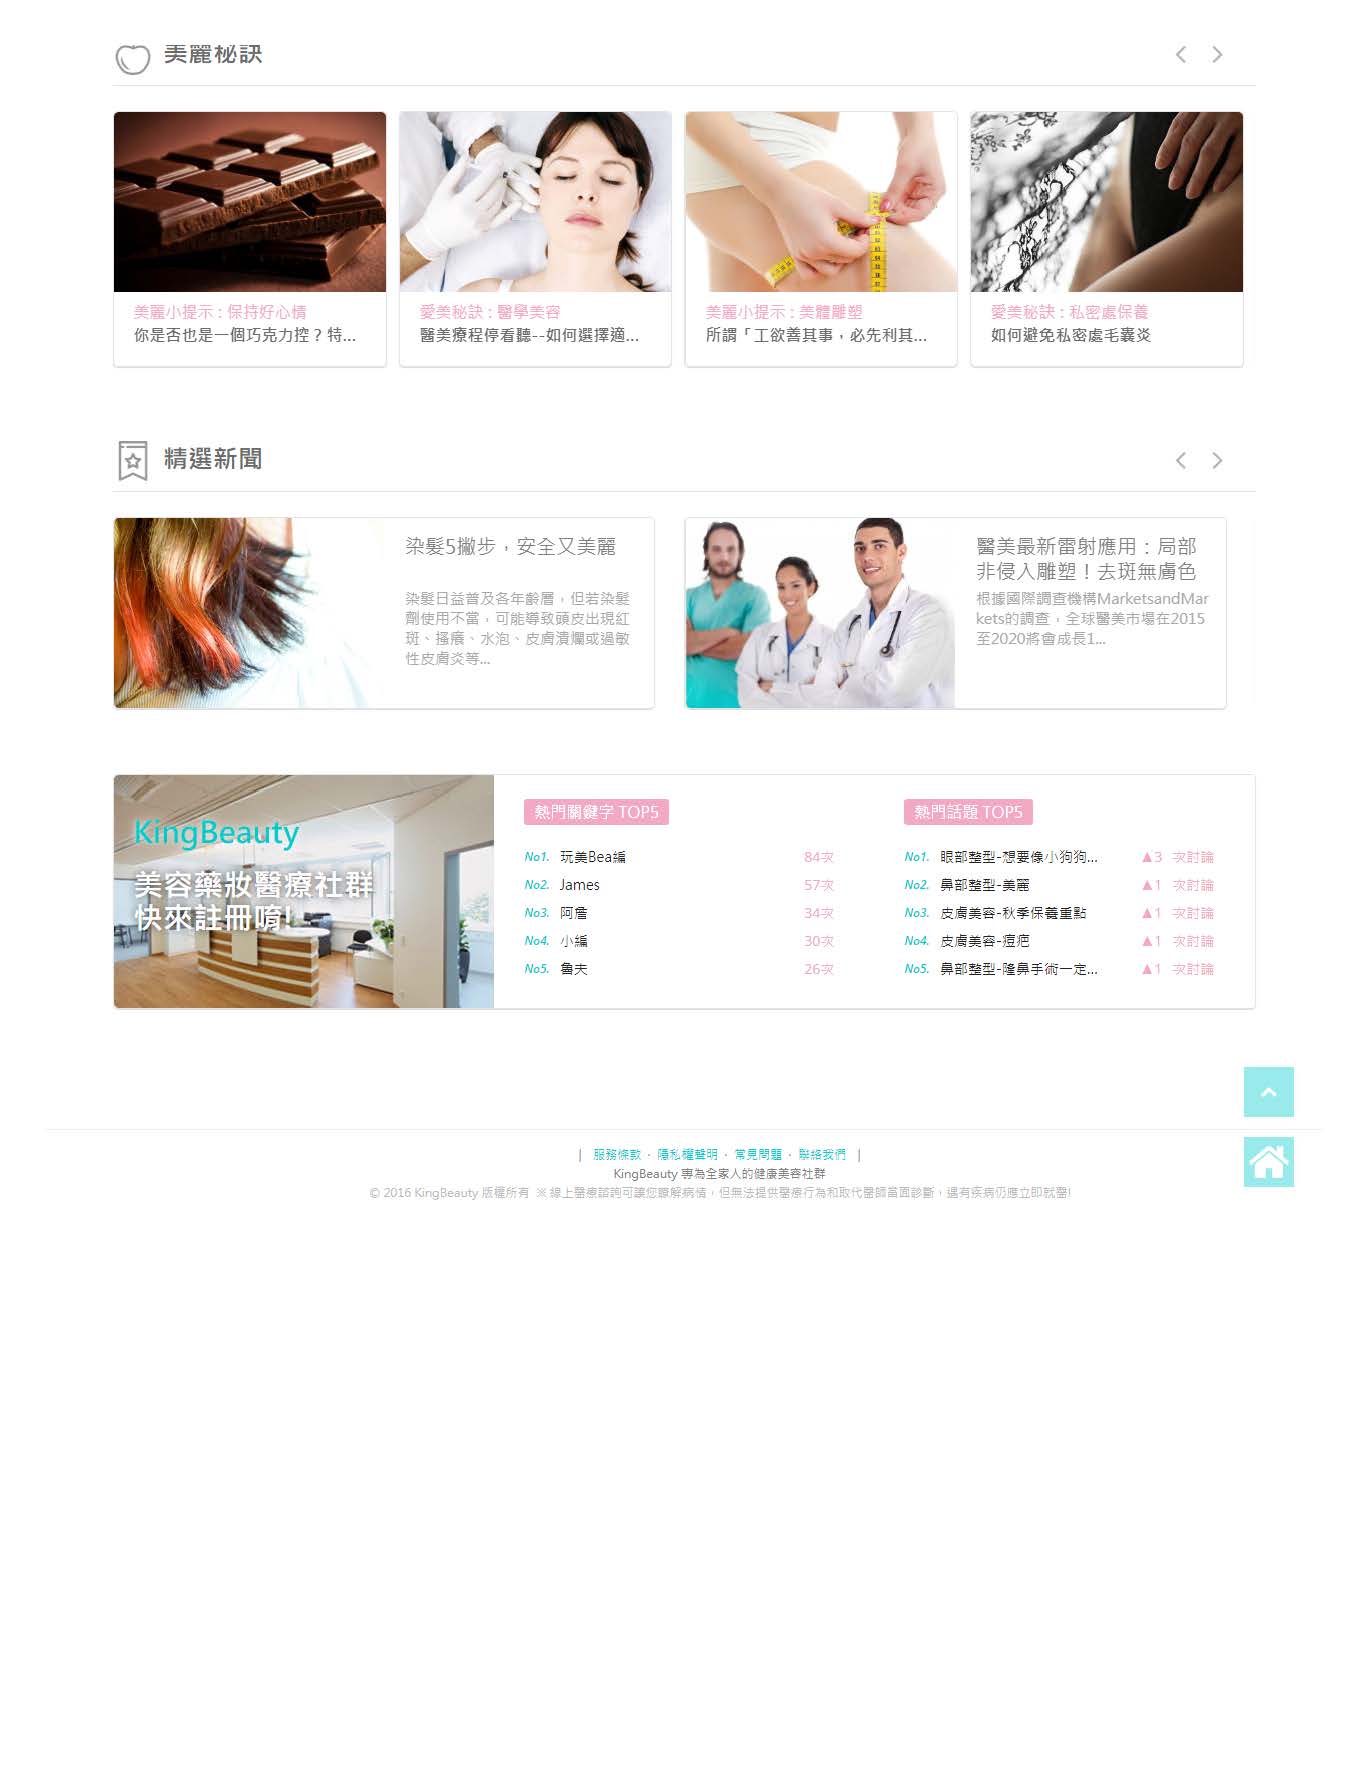 美麗祕訣
美麗小提示 : 保持好心情
你是否也是一個巧克力控？特...
愛美秘訣 : 醫學美容
醫美療程停看聽--如何選擇適...
美麗小提示 : 美體雕塑
所謂「工欲善其事，必先利其...
愛美秘訣 : 私密處保養
如何避免私密處毛囊炎
精選新聞
染髮5撇步，安全又美麗
染髮日益普及各年齡層，但若染髮
劑使用不當，可能導致頭皮出現紅
斑、搔癢、水泡、皮膚潰爛或過敏
性皮膚炎等...
醫美最新雷射應用：局部
非侵入雕塑！去斑無膚色
根據國際調查機構MarketsandMar
kets的調查，全球醫美市場在2015
至2020將會成長1...
KingBeauty
美容藥妝醫療社群
快來註冊唷!
熱門關鍵字 TOP5
No1. 玩美Bea編 84次
No2. James 57次
No3. 阿詹 34次
No4. 小編 30次
No5. 魯夫 26次
熱門話題 TOP5
No1. 眼部整型-想要像小狗狗... ▲3 次討論
No2. 鼻部整型-美麗 ▲1 次討論
No3. 皮膚美容-秋季保養重點 ▲1 次討論
No4. 皮膚美容-痘疤 ▲1 次討論
No5. 鼻部整型-隆鼻手術一定... ▲1 次討論
| 服務條款 · 隱私權聲明 · 常見問題 · 聯絡我們 |
KingBeauty 專為全家人的健康美容社群
© 2016 KingBeauty 版權所有 ※ 線上醫療諮詢可讓您瞭解病情，但無法提供醫療行為和取代醫師當面診斷，遇有疾病仍應立即就醫!